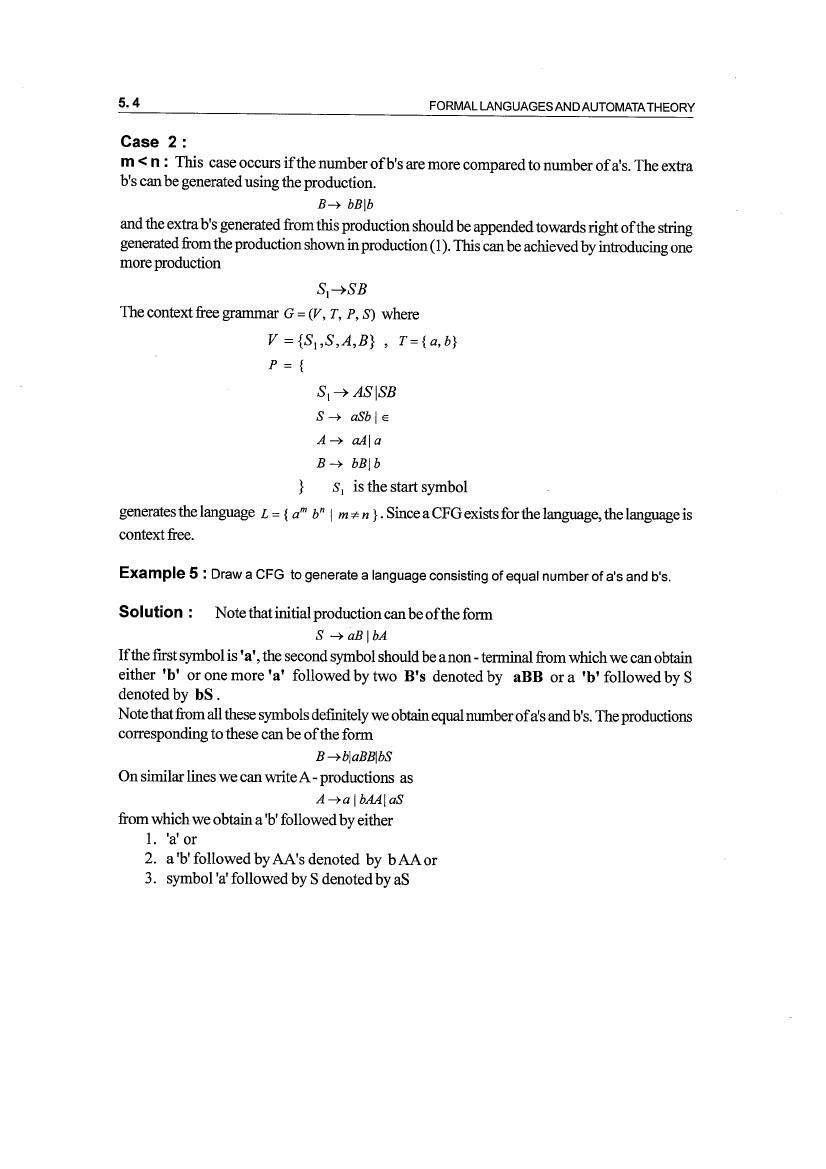 5.4 FORMAL LANGUAGES AND AUTOMATA THEORY
Case 2 :
m < n : This case occurs if the number of b's are more compared to number of a's. The extra
b's can be generated using the production.
B→ bB|b
and the extra b's generated from this production should be appended towards right of the string
generated from the production shown in production (1). This can be achieved by introducing one
more production
S₁→SB
The context free grammar G = (V, T, P, S) where
V = {S₁,S,A,B} , T={a,b}
P = {
S₁→ AS|SB
S → aSb | ∈
A → aA| a
B → bB| b
} S₁ is the start symbol
generates the language L = { aᵐ bⁿ | m≠n }. Since a CFG exists for the language, the language is
context free.
Example 5 : Draw a CFG to generate a language consisting of equal number of a's and b's.
Solution : Note that initial production can be of the form
S → aB | bA
If the first symbol is 'a', the second symbol should be a non - terminal from which we can obtain
either 'b' or one more 'a' followed by two B's denoted by aBB or a 'b' followed by S
denoted by bS .
Note that from all these symbols definitely we obtain equal number of a's and b's. The productions
corresponding to these can be of the form
B→b|aBB|bS
On similar lines we can write A - productions as
A →a | bAA| aS
from which we obtain a 'b' followed by either
1. 'a' or
2. a 'b' followed by AA's denoted by bAA or
3. symbol 'a' followed by S denoted by aS